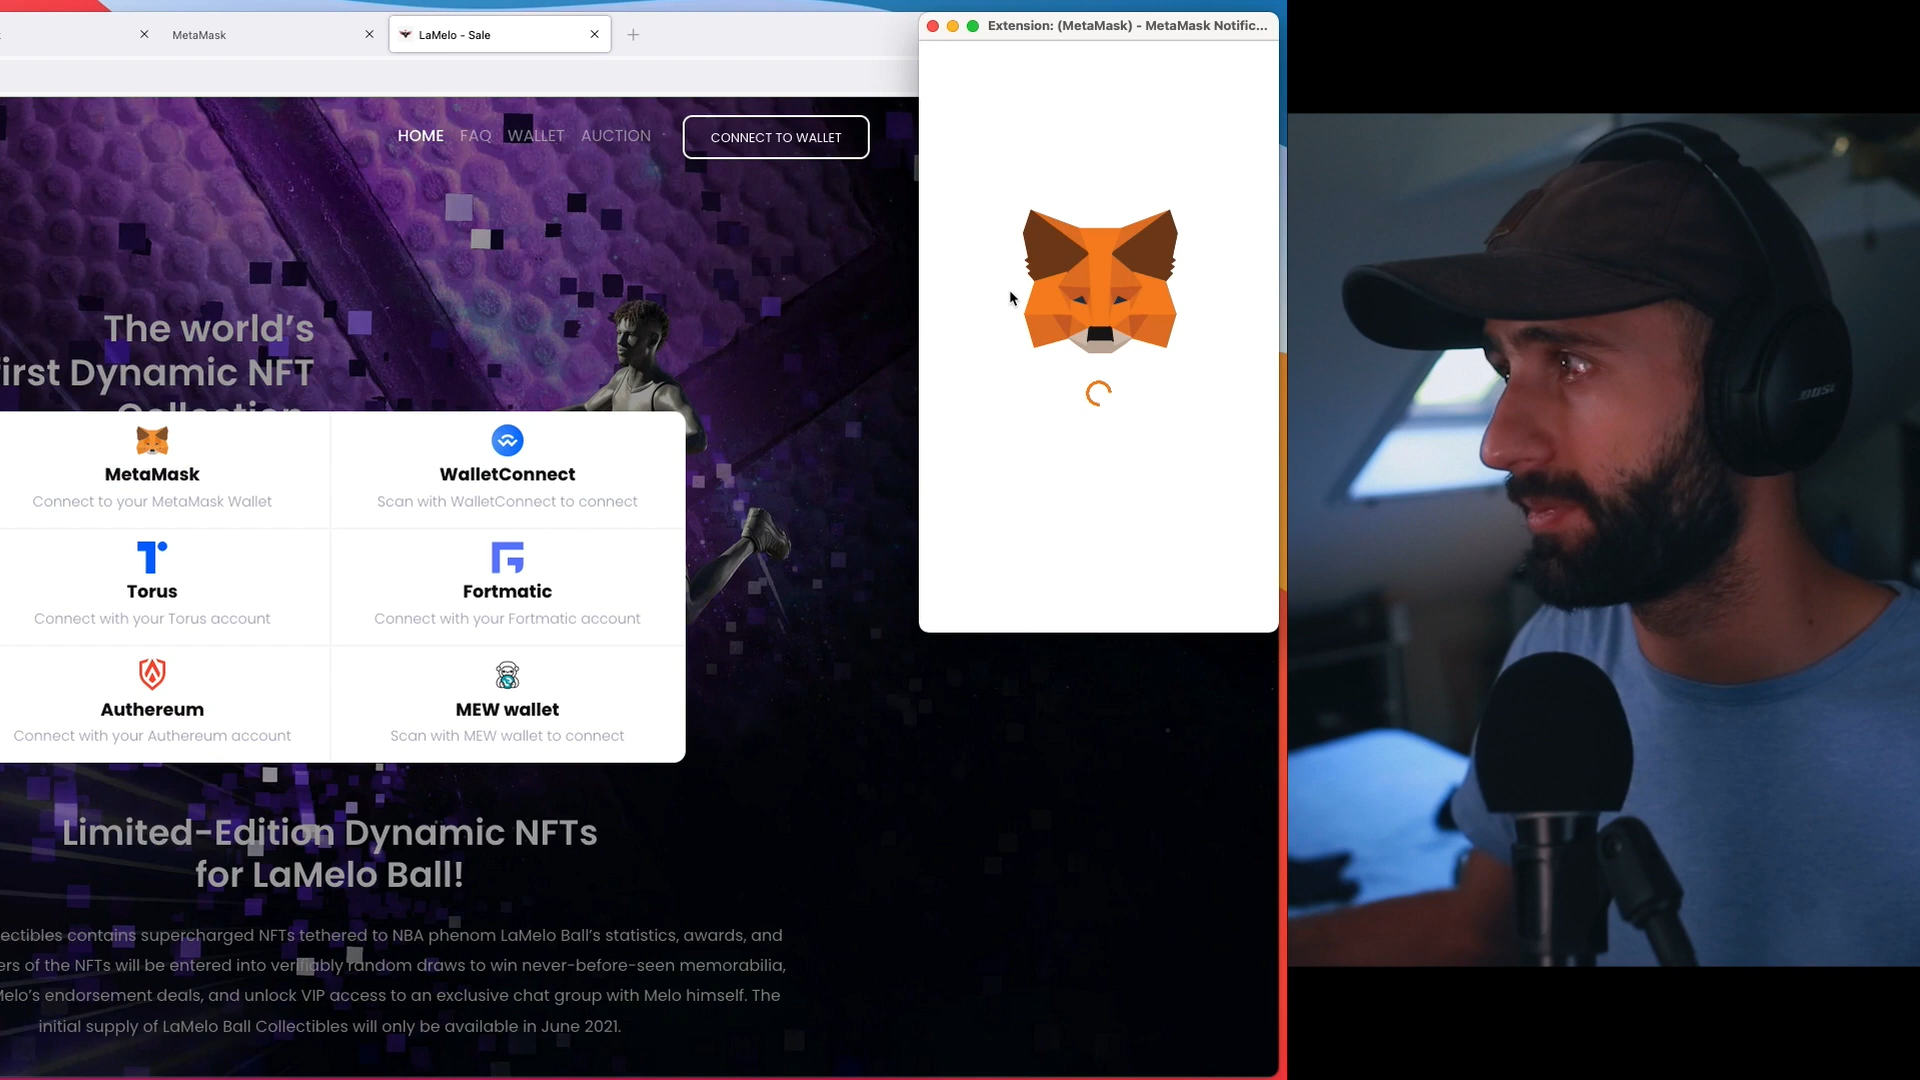 MetaMask
LaMelo - Sale
Extension: (MetaMask) - MetaMask Notific...
HOME FAQ WALLET AUCTION
CONNECT TO WALLET
The world's
irst Dynamic NFT
Collection
MetaMask
Connect to your MetaMask Wallet
WalletConnect
Scan with WalletConnect to connect
Torus
Connect with your Torus account
Fortmatic
Connect with your Fortmatic account
Authereum
Connect with your Authereum account
MEW wallet
Scan with MEW wallet to connect
Limited-Edition Dynamic NFTs
for LaMelo Ball!
ectibles contains supercharged NFTs tethered to NBA phenom LaMelo Ball's statistics, awards, and
ers of the NFTs will be entered into verifiably random draws to win never-before-seen memorabilia,
Melo's endorsement deals, and unlock VIP access to an exclusive chat group with Melo himself. The
initial supply of LaMelo Ball Collectibles will only be available in June 2021.
BOSE